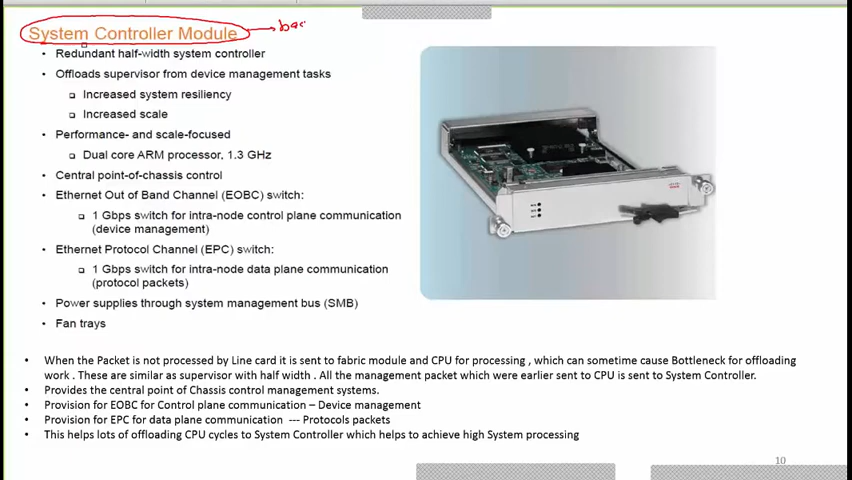 System Controller Module
Redundant half-width system controller
Offloads supervisor from device management tasks
Increased system resiliency
Increased scale
Performance- and scale-focused
Dual core ARM processor, 1.3 GHz
Central point-of-chassis control
Ethernet Out of Band Channel (EOBC) switch:
1 Gbps switch for intra-node control plane communication
(device management)
Ethernet Protocol Channel (EPC) switch:
1 Gbps switch for intra-node data plane communication
(protocol packets)
Power supplies through system management bus (SMB)
Fan trays
When the Packet is not processed by Line card it is sent to fabric module and CPU for processing , which can sometime cause Bottleneck for offloading
work . These are similar as supervisor with half width . All the management packet which were earlier sent to CPU is sent to System Controller.
Provides the central point of Chassis control management systems.
Provision for EOBC for Control plane communication – Device management
Provision for EPC for data plane communication --- Protocols packets
This helps lots of offloading CPU cycles to System Controller which helps to achieve high System processing
10